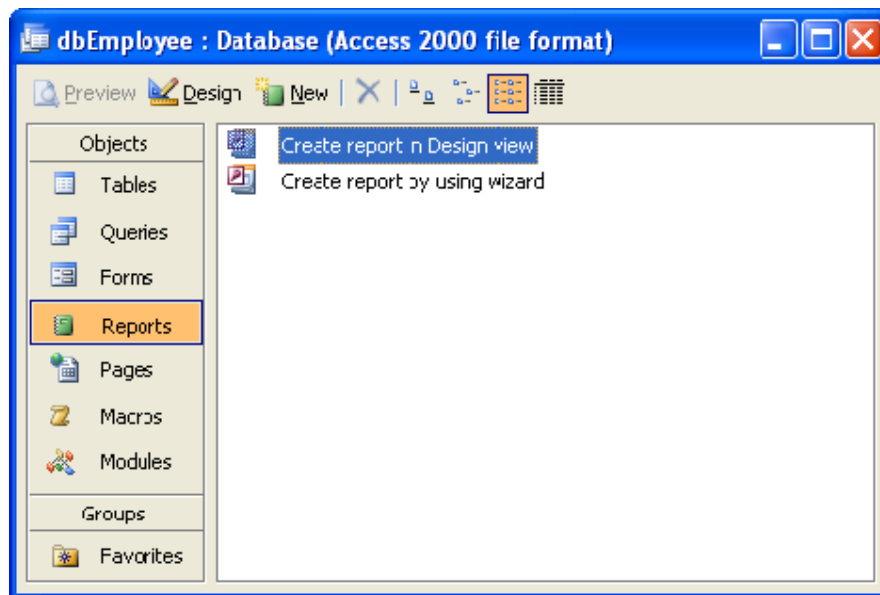 dbEmployee : Database (Access 2000 file format)
Preview Design New
Objects
Tables
Queries
Forms
Reports
Pages
Macros
Modules
Groups
Favorites
Create report in Design view
Create report by using wizard